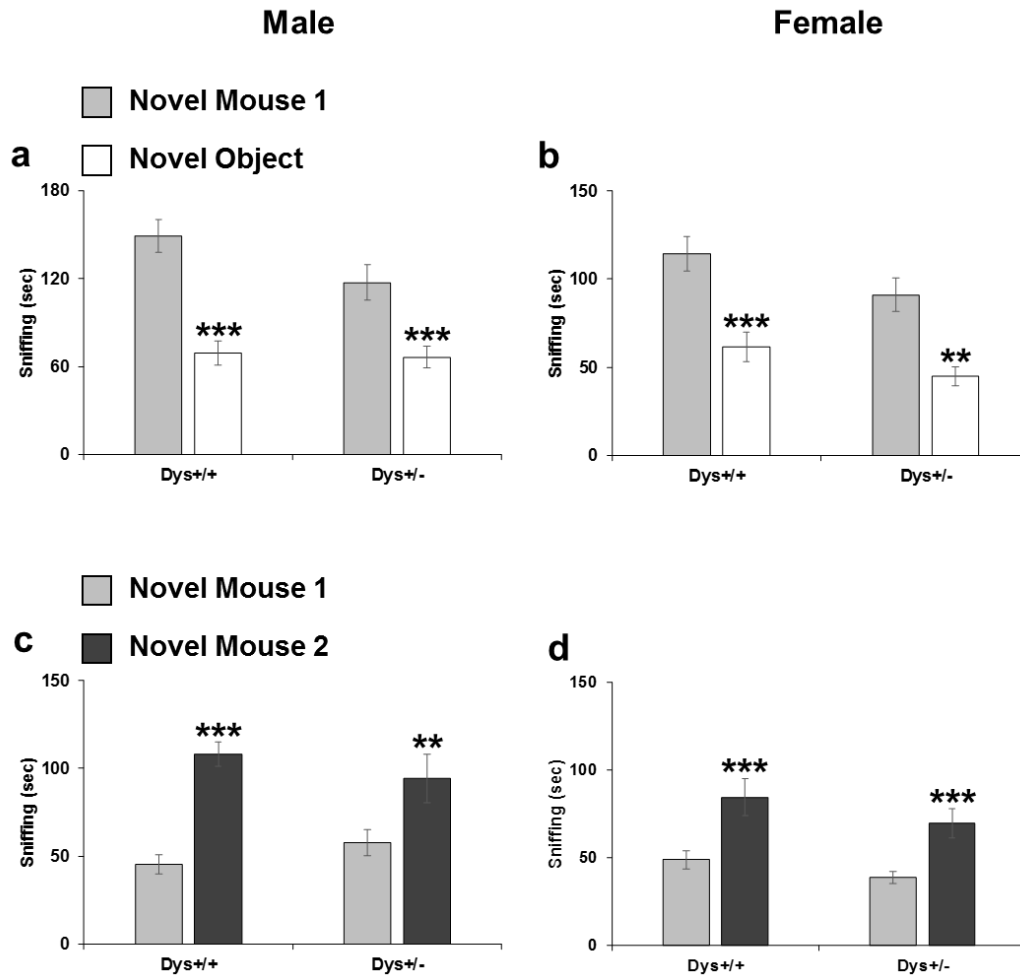 Male
Female
Novel Mouse 1
Novel Object
a
b
180
120
60
0
Sniffing (sec)
***
***
Dys+/+
Dys+/-
150
100
50
0
Sniffing (sec)
***
**
Dys+/+
Dys+/-
Novel Mouse 1
Novel Mouse 2
c
d
150
100
50
0
Sniffing (sec)
***
**
Dys+/+
Dys+/-
150
100
50
0
Sniffing (sec)
***
***
Dys+/+
Dys+/-